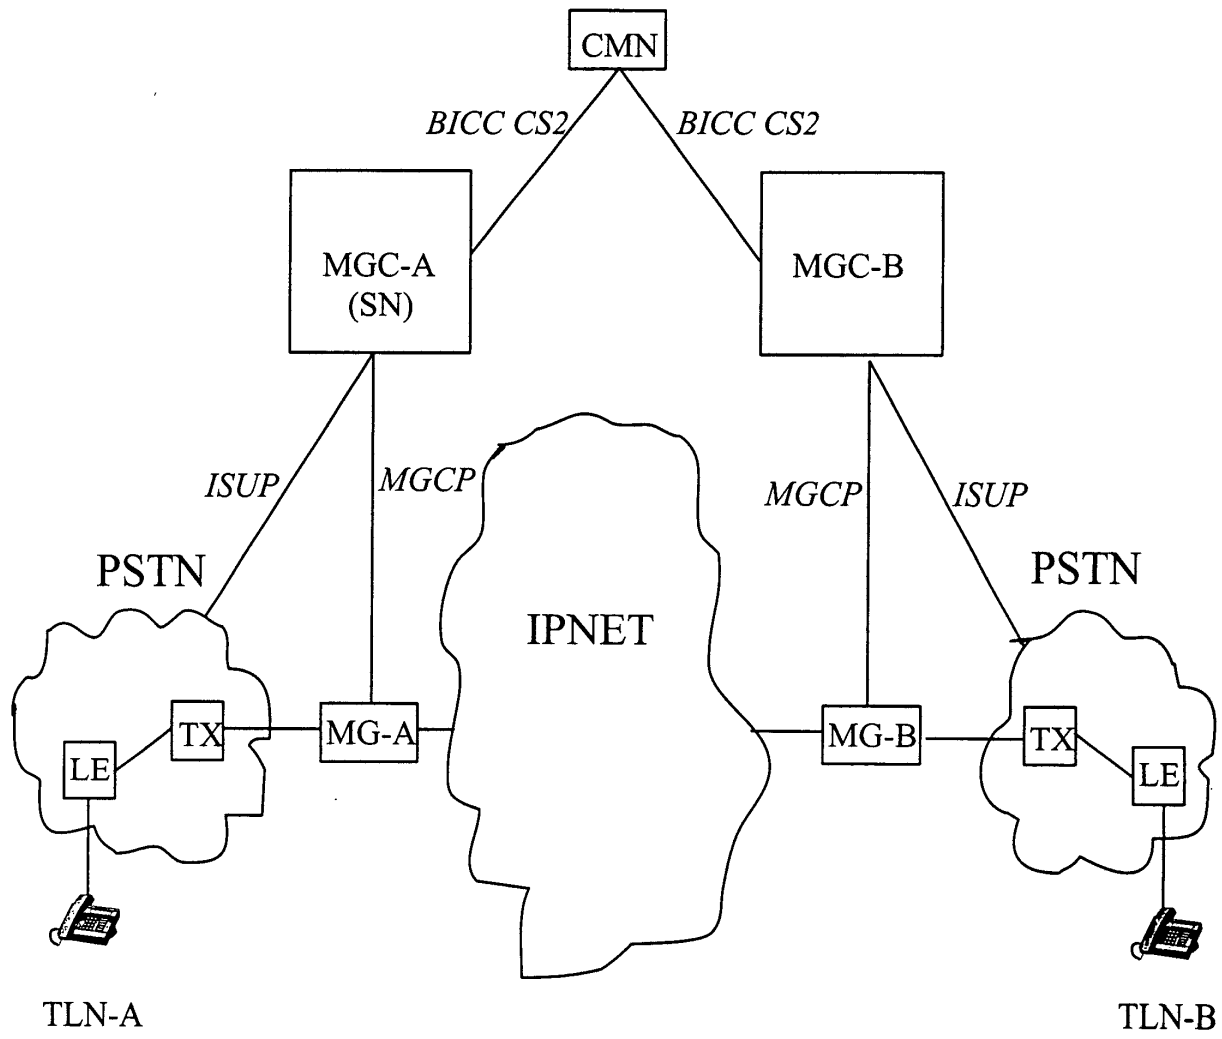 CMN
BICC CS2
BICC CS2
MGC-A
(SN)
MGC-B
ISUP
MGCP
MGCP
ISUP
PSTN
PSTN
IPNET
TX
MG-A
MG-B
TX
LE
LE
TLN-A
TLN-B